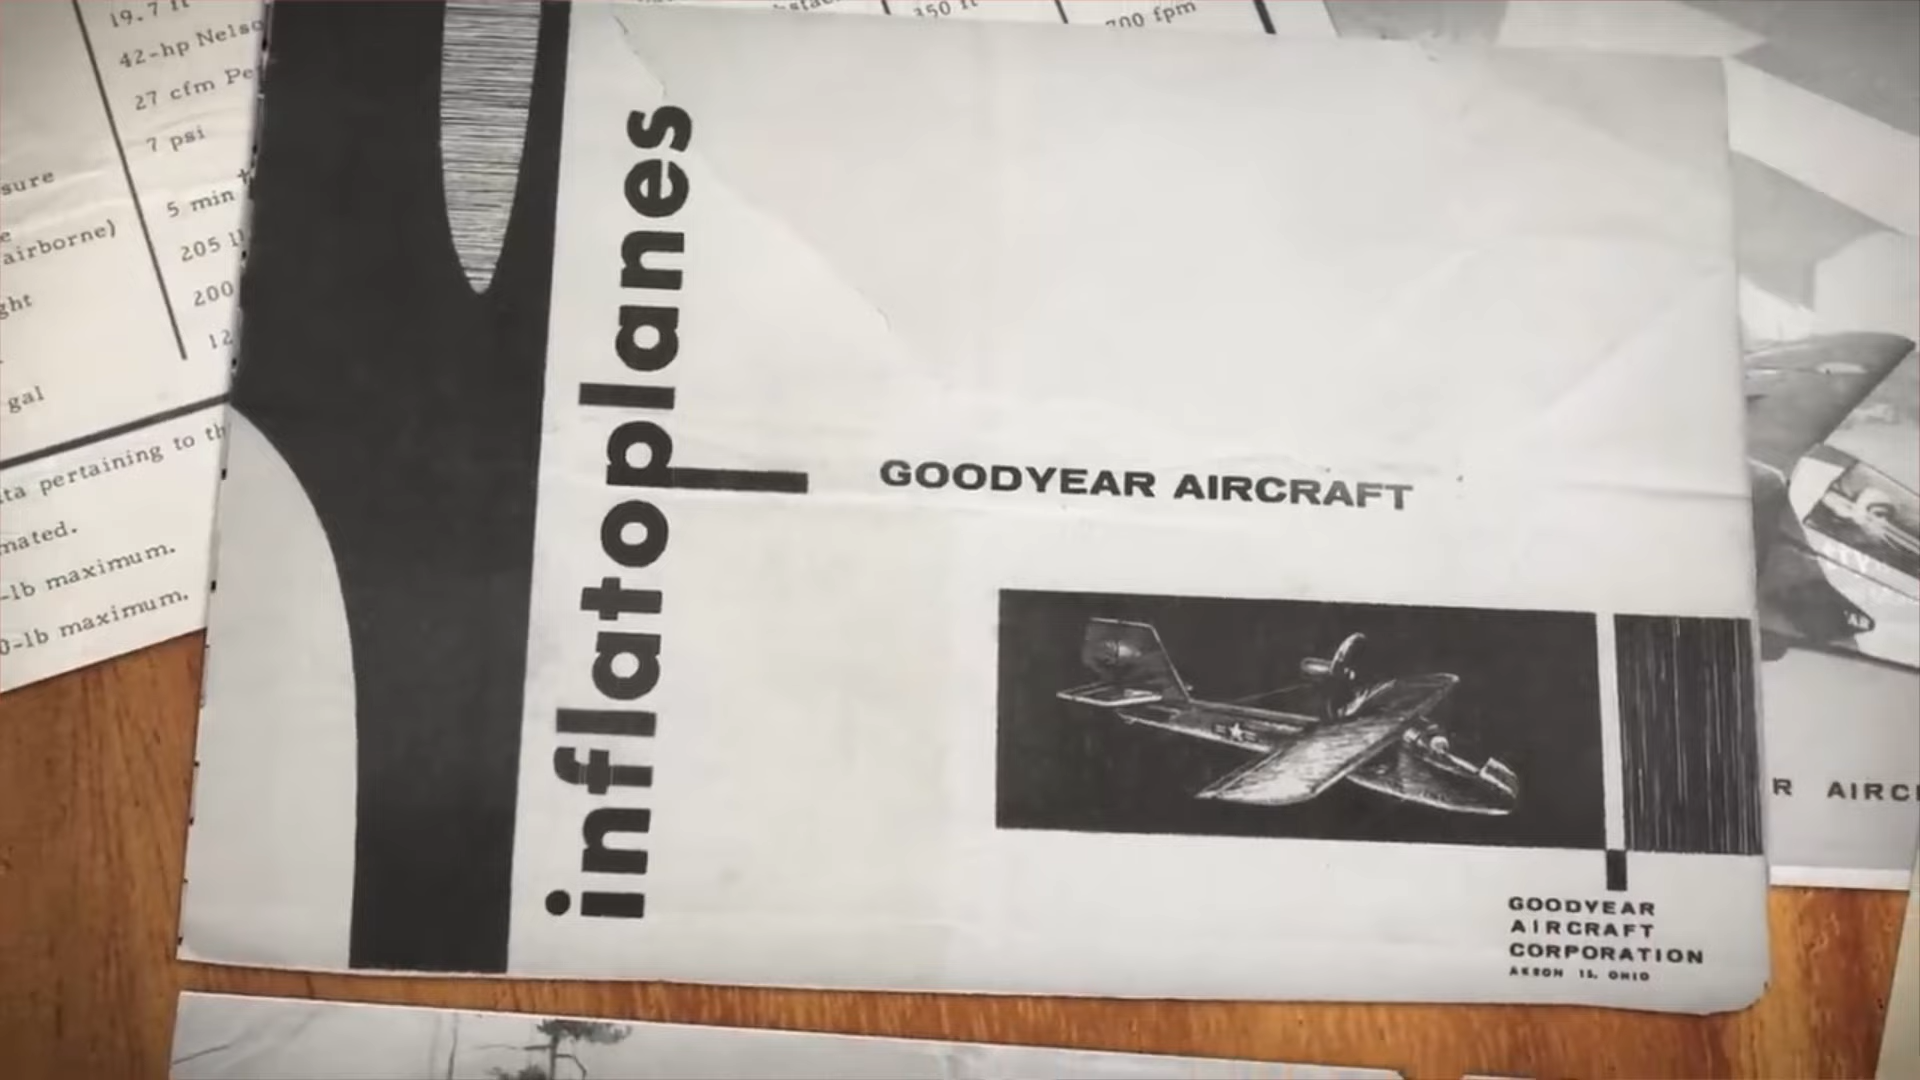 19.7 ft
42-hp Nelso
27 cfm Pe
7 psi
sure
5 min
airborne)
205 l
ght
200
12
gal
ta pertaining to th
mated.
-lb maximum.
0-lb maximum.
350 ft
700 fpm
inflatoplanes
GOODYEAR AIRCRAFT
GOODYEAR
AIRCRAFT
CORPORATION
AKRON 15, OHIO
R AIRC